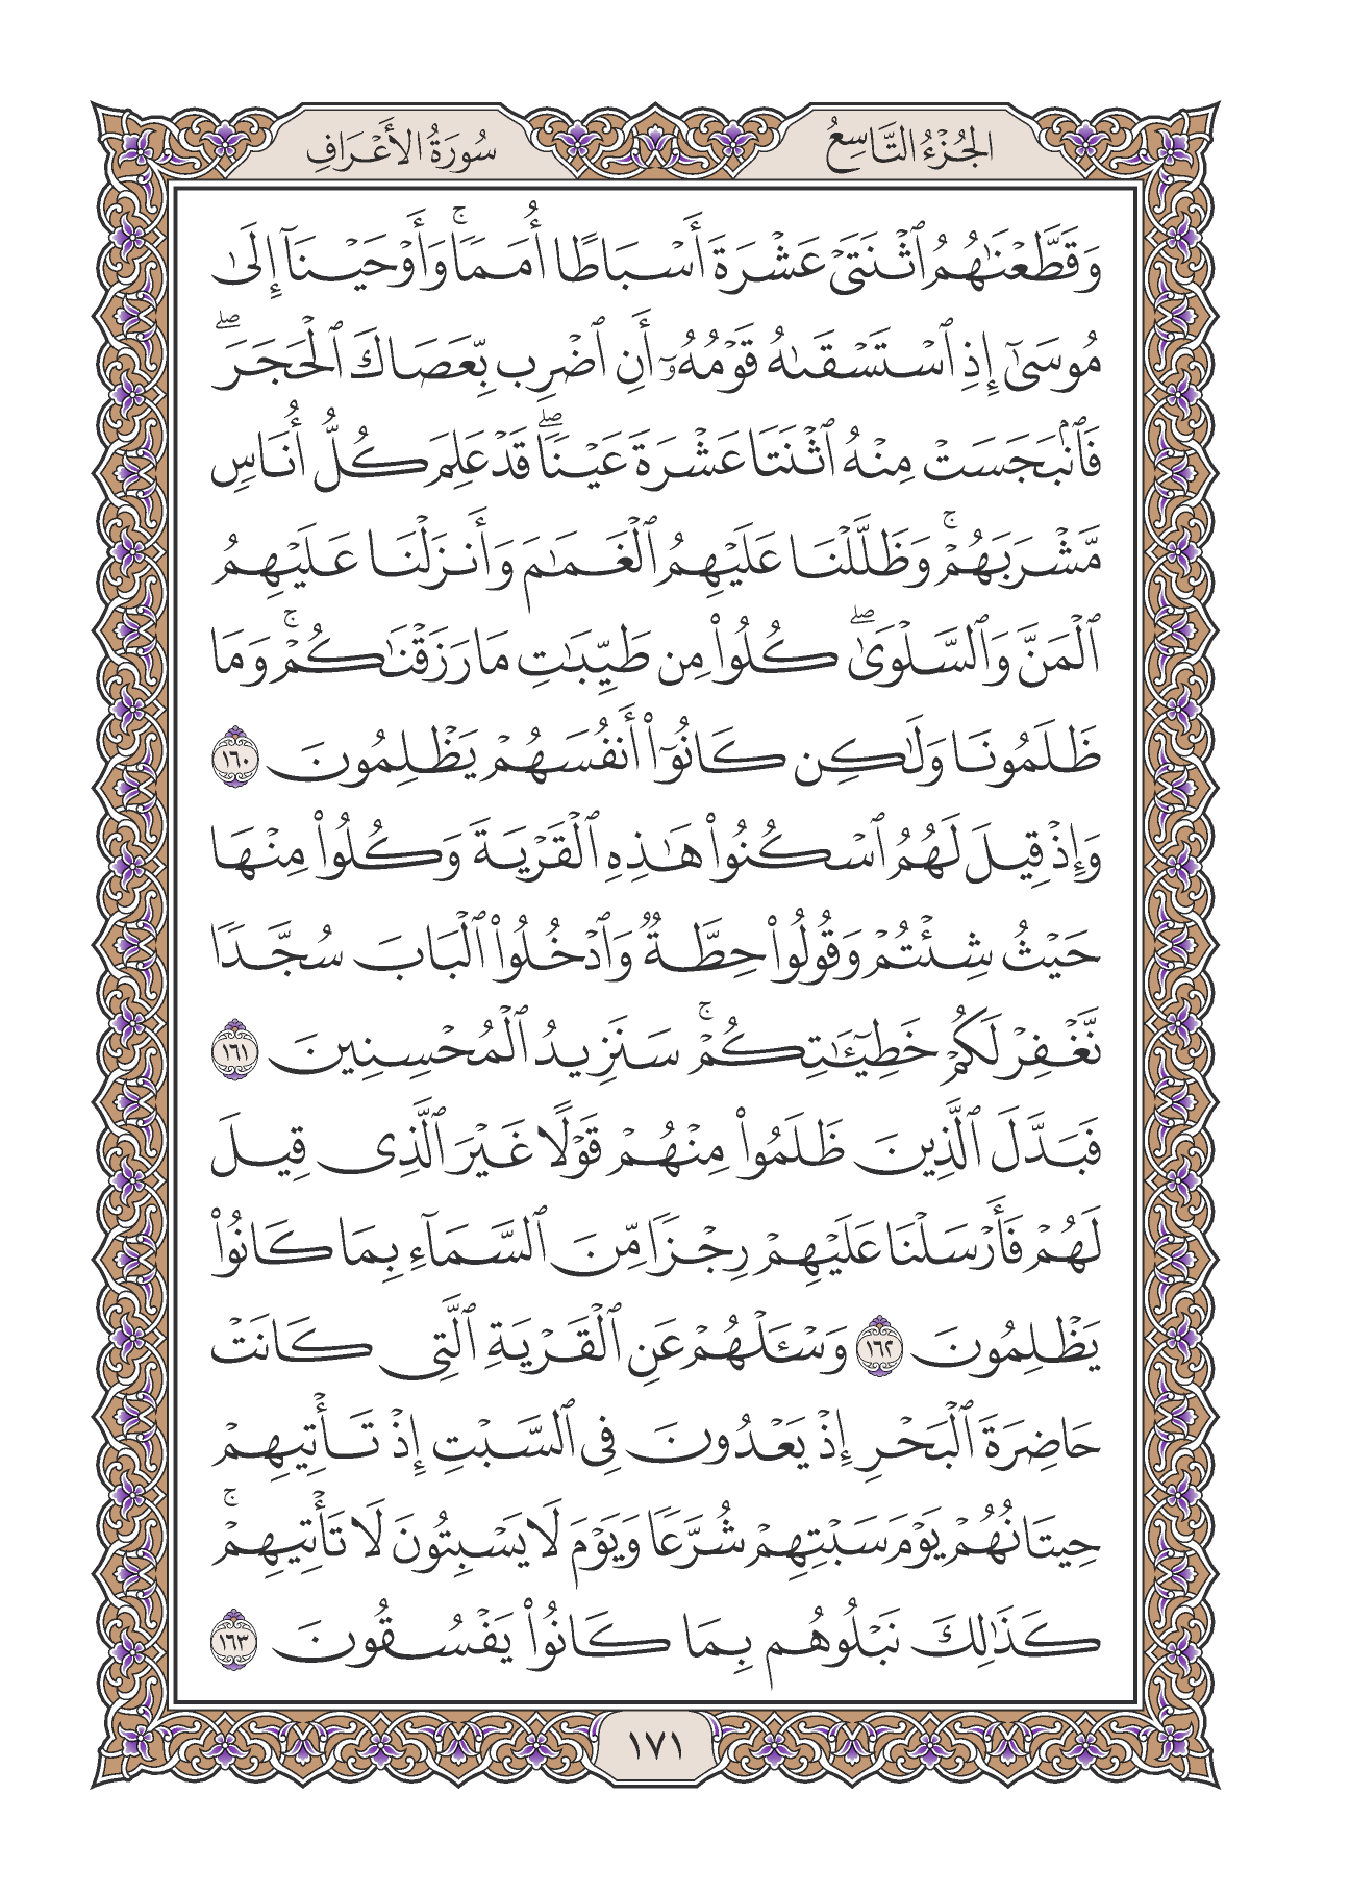 الجُزْءُ التَّاسِعُ
سُورَةُ الأَعْرَافِ
وَقَطَّعْنَٰهُمُ ٱثْنَتَىْ عَشْرَةَ أَسْبَاطًا أُمَمًاۚ وَأَوْحَيْنَآ إِلَىٰ
مُوسَىٰٓ إِذِ ٱسْتَسْقَىٰهُ قَوْمُهُۥٓ أَنِ ٱضْرِب بِّعَصَاكَ ٱلْحَجَرَۖ
فَٱنۢبَجَسَتْ مِنْهُ ٱثْنَتَا عَشْرَةَ عَيْنًاۖ قَدْ عَلِمَ كُلُّ أُنَاسٍ
مَّشْرَبَهُمْۚ وَظَلَّلْنَا عَلَيْهِمُ ٱلْغَمَٰمَ وَأَنزَلْنَا عَلَيْهِمُ
ٱلْمَنَّ وَٱلسَّلْوَىٰۖ كُلُوا۟ مِن طَيِّبَٰتِ مَا رَزَقْنَٰكُمْۚ وَمَا
ظَلَمُونَا وَلَٰكِن كَانُوٓا۟ أَنفُسَهُمْ يَظْلِمُونَ ١٦٠
وَإِذْ قِيلَ لَهُمُ ٱسْكُنُوا۟ هَٰذِهِ ٱلْقَرْيَةَ وَكُلُوا۟ مِنْهَا
حَيْثُ شِئْتُمْ وَقُولُوا۟ حِطَّةٌ وَٱدْخُلُوا۟ ٱلْبَابَ سُجَّدًا
نَّغْفِرْ لَكُمْ خَطِيٓـَٰٔتِكُمْۚ سَنَزِيدُ ٱلْمُحْسِنِينَ ١٦١
فَبَدَّلَ ٱلَّذِينَ ظَلَمُوا۟ مِنْهُمْ قَوْلًا غَيْرَ ٱلَّذِى قِيلَ
لَهُمْ فَأَرْسَلْنَا عَلَيْهِمْ رِجْزًا مِّنَ ٱلسَّمَآءِ بِمَا كَانُوا۟
يَظْلِمُونَ ١٦٢ وَسْـَٔلْهُمْ عَنِ ٱلْقَرْيَةِ ٱلَّتِى كَانَتْ
حَاضِرَةَ ٱلْبَحْرِ إِذْ يَعْدُونَ فِى ٱلسَّبْتِ إِذْ تَأْتِيهِمْ
حِيتَانُهُمْ يَوْمَ سَبْتِهِمْ شُرَّعًا وَيَوْمَ لَا يَسْبِتُونَ لَا تَأْتِيهِمْۚ
كَذَٰلِكَ نَبْلُوهُم بِمَا كَانُوا۟ يَفْسُقُونَ ١٦٣
١٧١